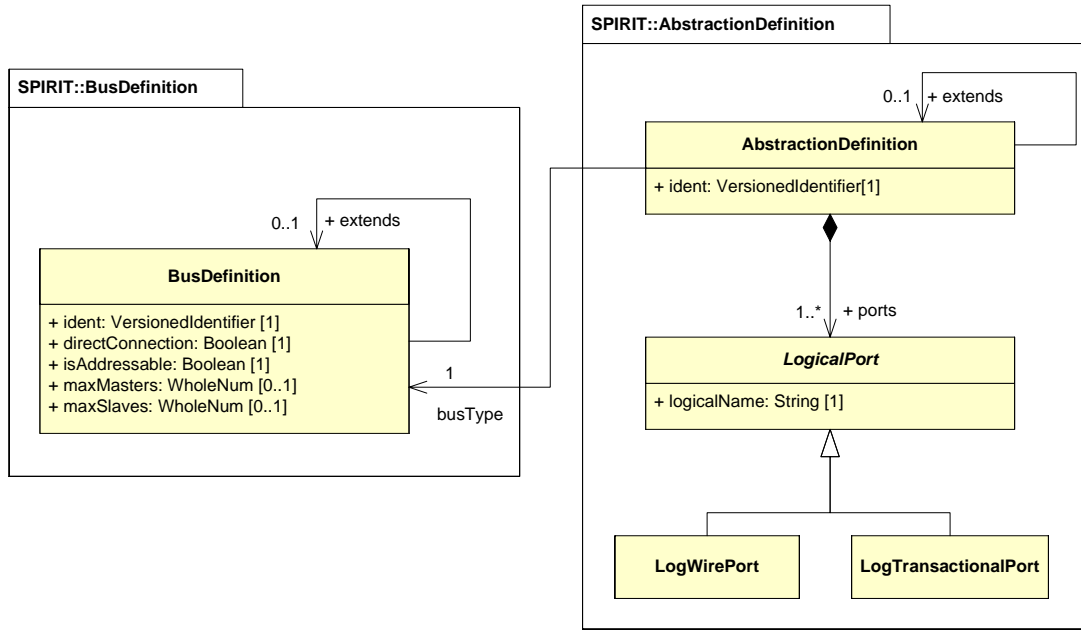 SPIRIT::AbstractionDefinition
SPIRIT::BusDefinition
0..1 + extends
AbstractionDefinition
+ ident: VersionedIdentifier[1]
0..1 + extends
BusDefinition
+ ident: VersionedIdentifier [1]
+ directConnection: Boolean [1]
+ isAddressable: Boolean [1]
+ maxMasters: WholeNum [0..1]
+ maxSlaves: WholeNum [0..1]
1
busType
1..* + ports
LogicalPort
+ logicalName: String [1]
LogWirePort
LogTransactionalPort